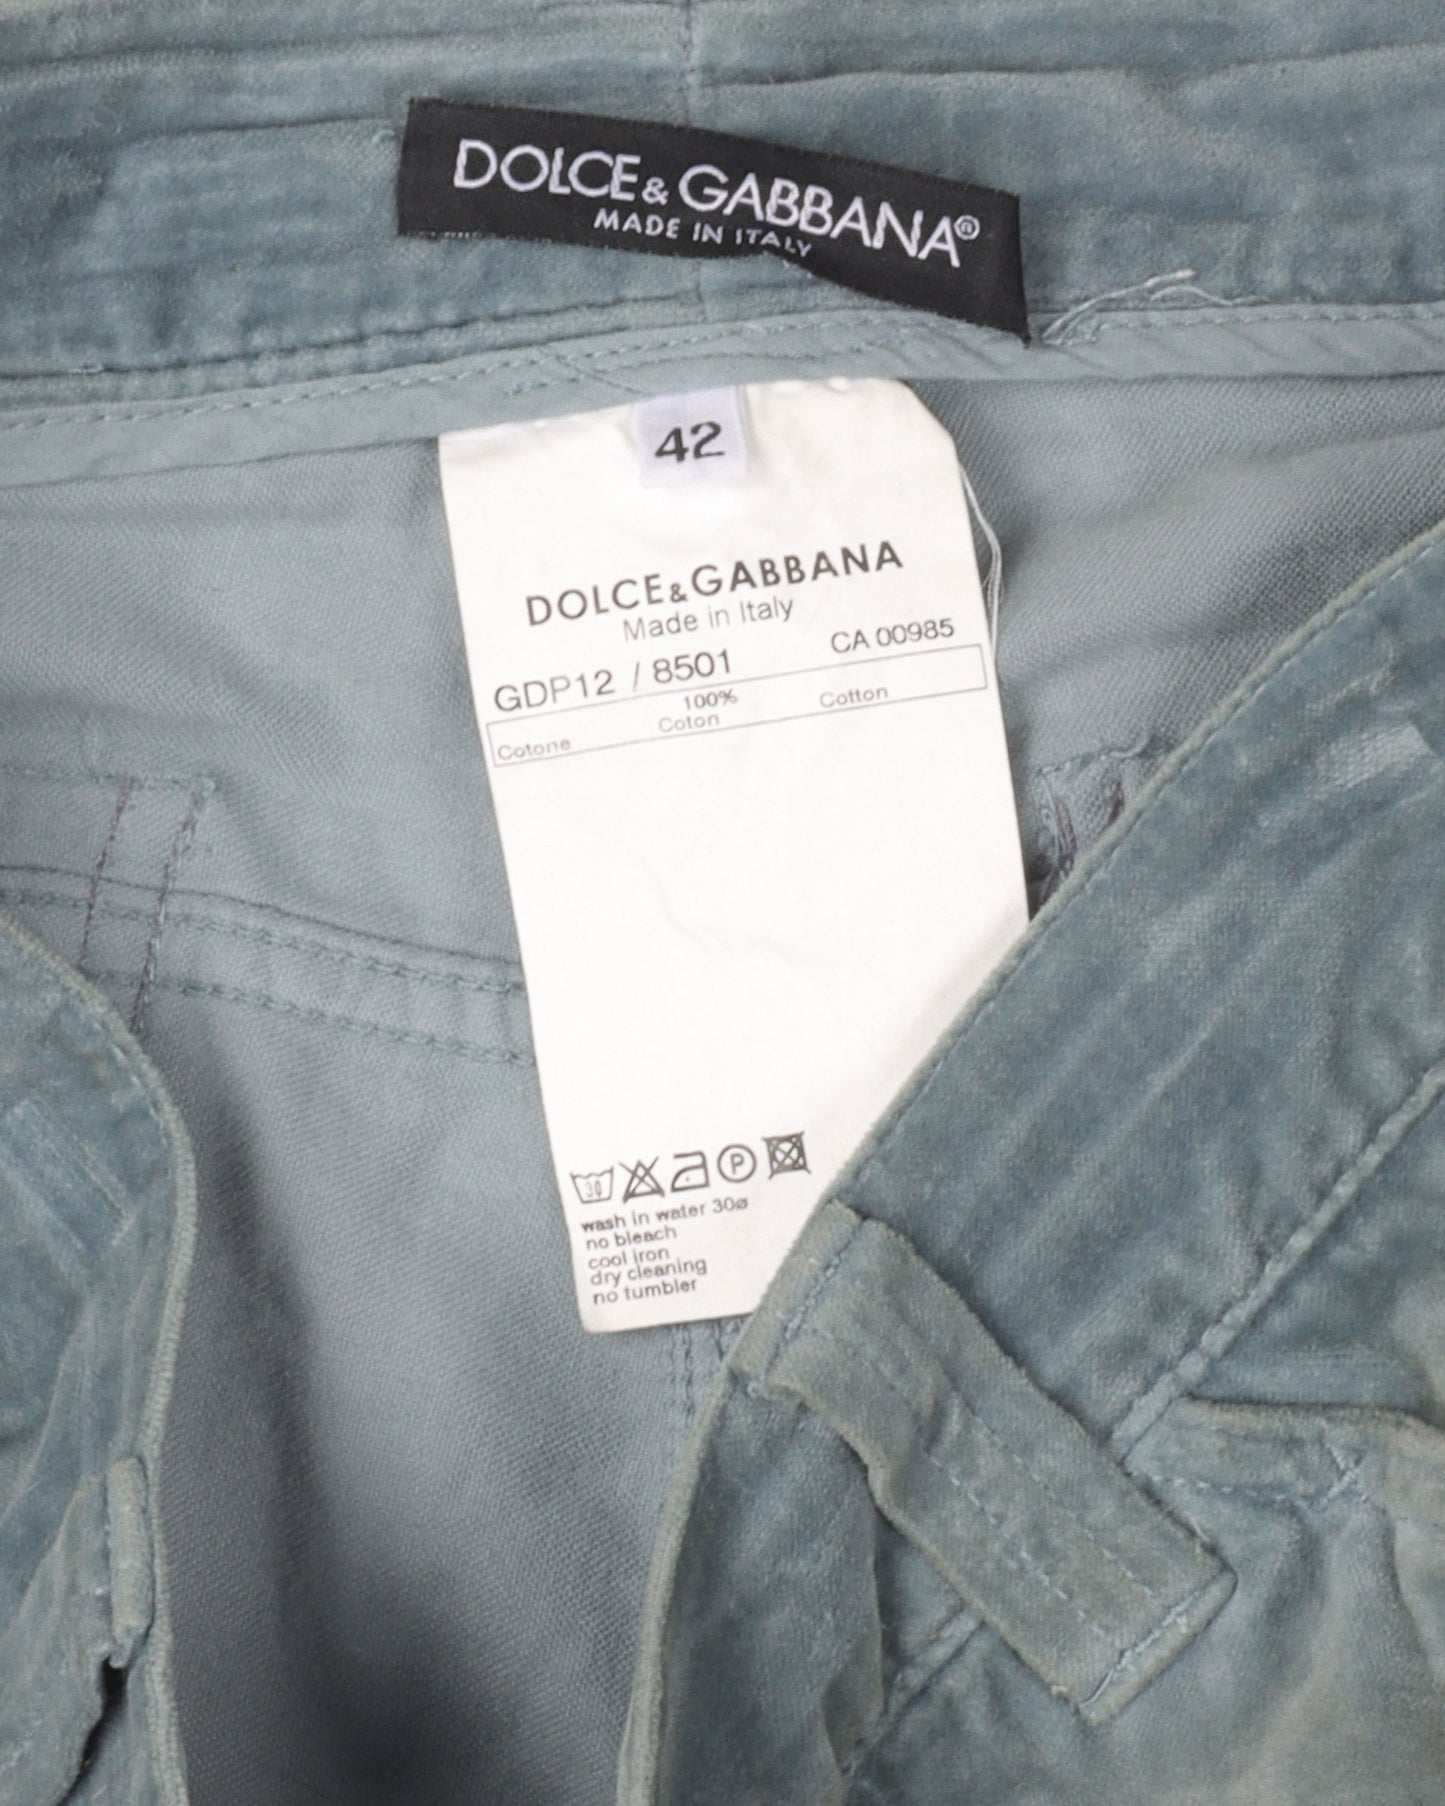 DOLCE&GABBANA®
MADE IN ITALY
42
DOLCE&GABBANA
Made in Italy
GDP12 / 8501 CA 00985
100%
Cotone Coton Cotton
30 P
wash in water 30ø
no bleach
cool iron
dry cleaning
no tumbler